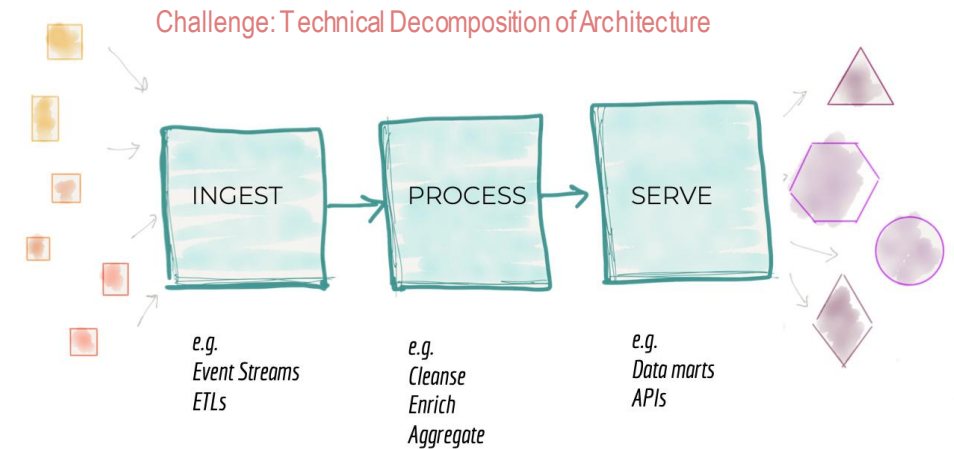 Challenge: Technical Decomposition of Architecture
INGEST
PROCESS
SERVE
e.g.
Event Streams
ETLs
e.g.
Cleanse
Enrich
Aggregate
e.g.
Data marts
APIs